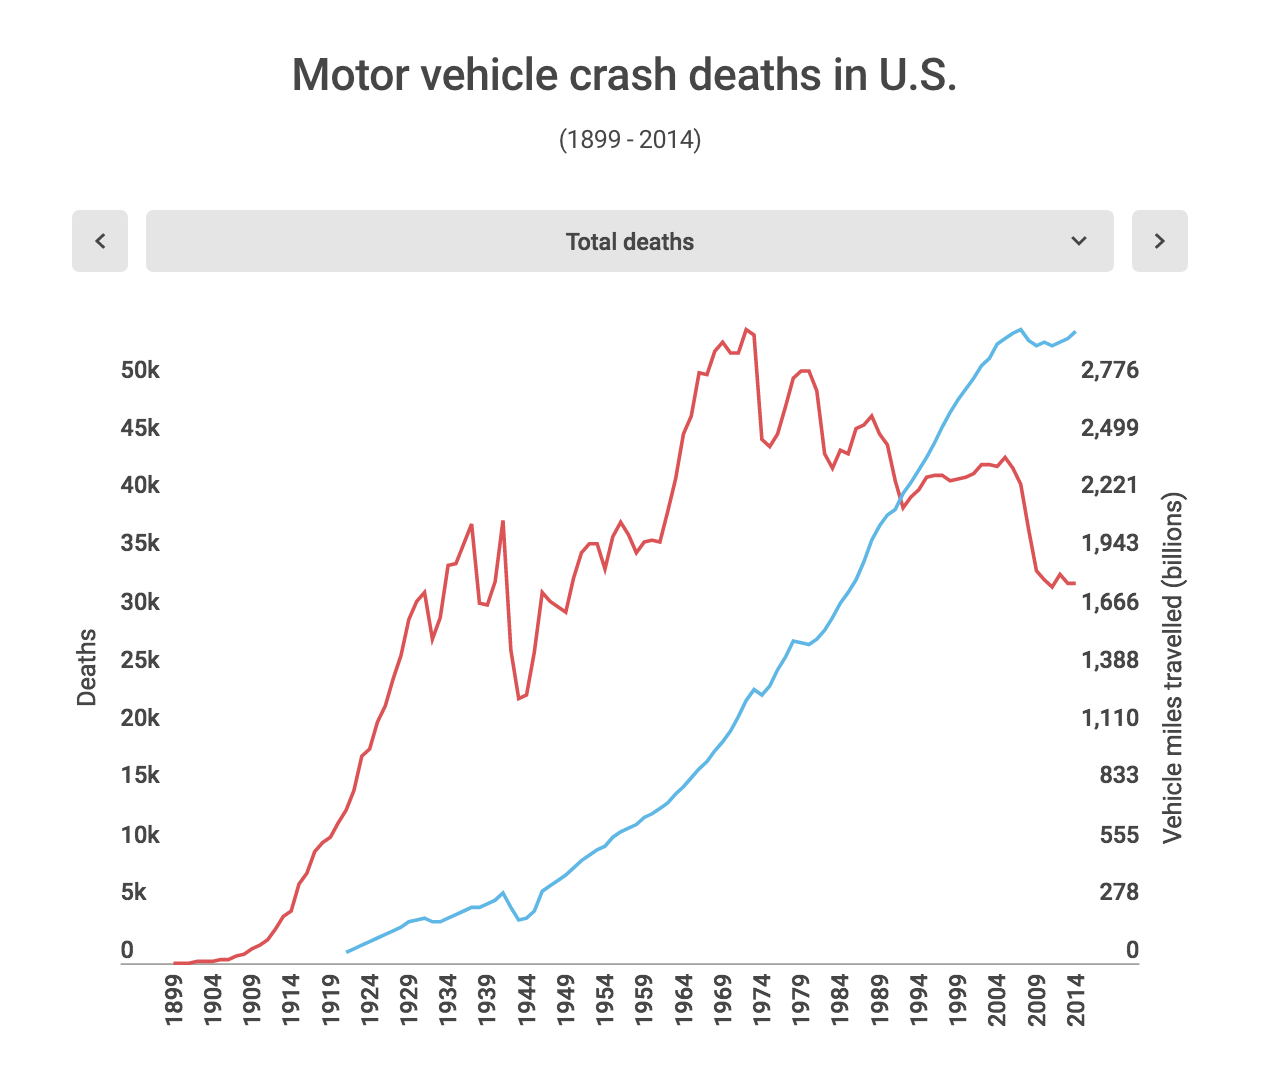 Motor vehicle crash deaths in U.S.
(1899 - 2014)
Total deaths
Deaths
50k
45k
40k
35k
30k
25k
20k
15k
10k
5k
0
2,776
2,499
2,221
1,943
1,666
1,388
1,110
833
555
278
0
Vehicle miles travelled (billions)
1899 1904 1909 1914 1919 1924 1929 1934 1939 1944 1949 1954 1959 1964 1969 1974 1979 1984 1989 1994 1999 2004 2009 2014